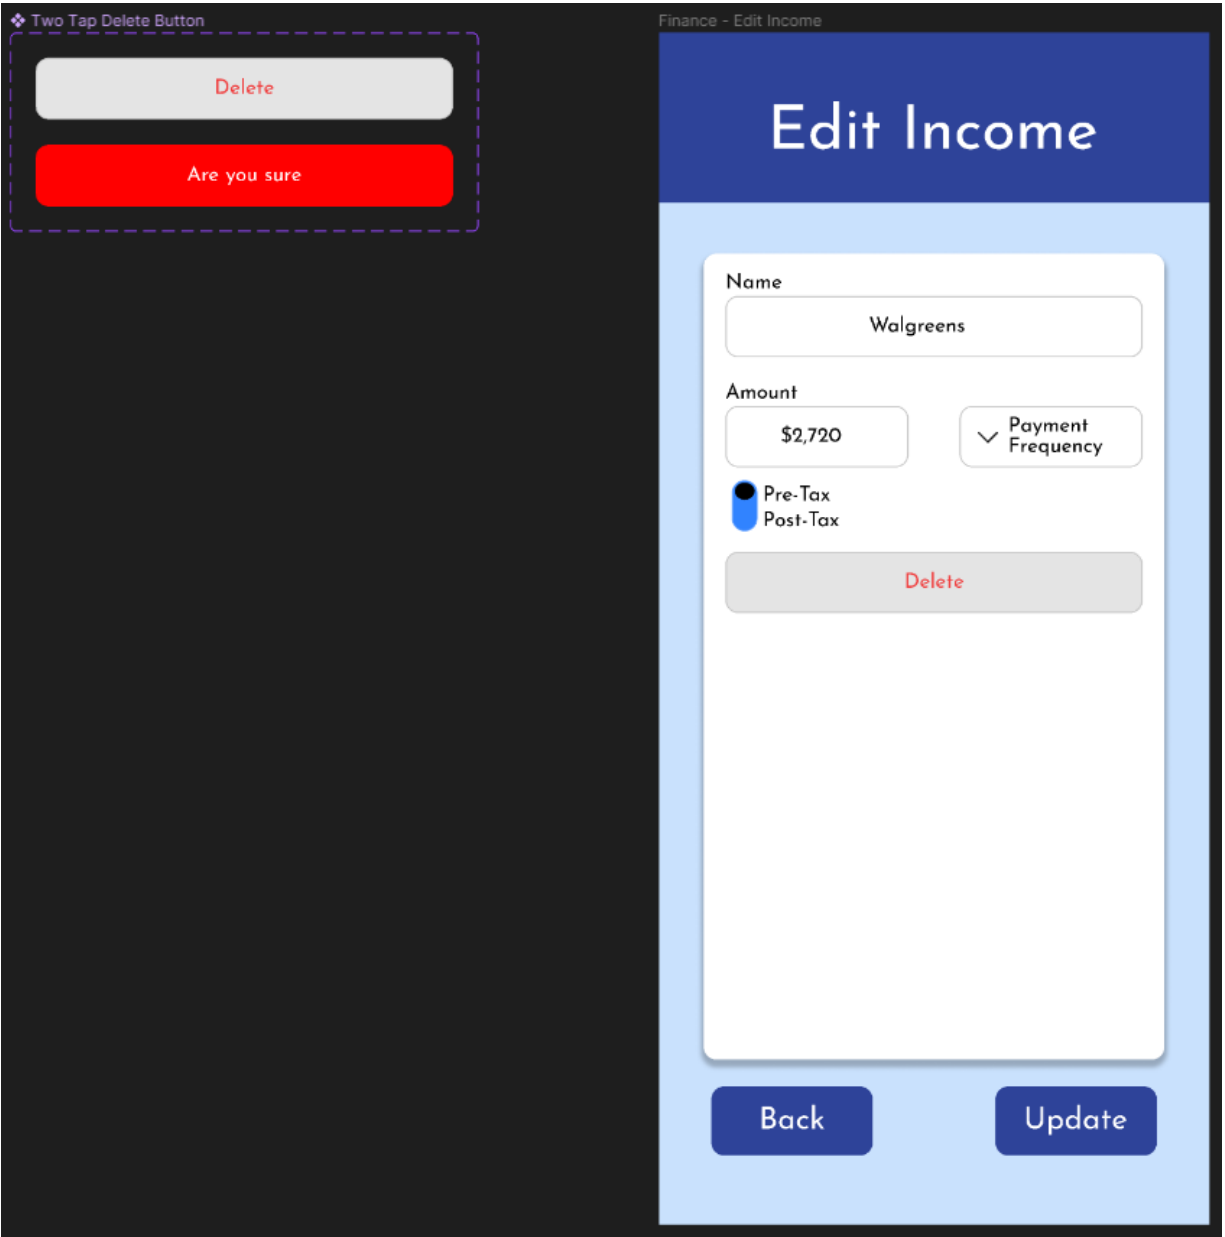 Two Tap Delete Button
Delete
Are you sure
Finance - Edit Income
Edit Income
Name
Walgreens
Amount
$2,720
Payment
Frequency
Pre-Tax
Post-Tax
Delete
Back
Update